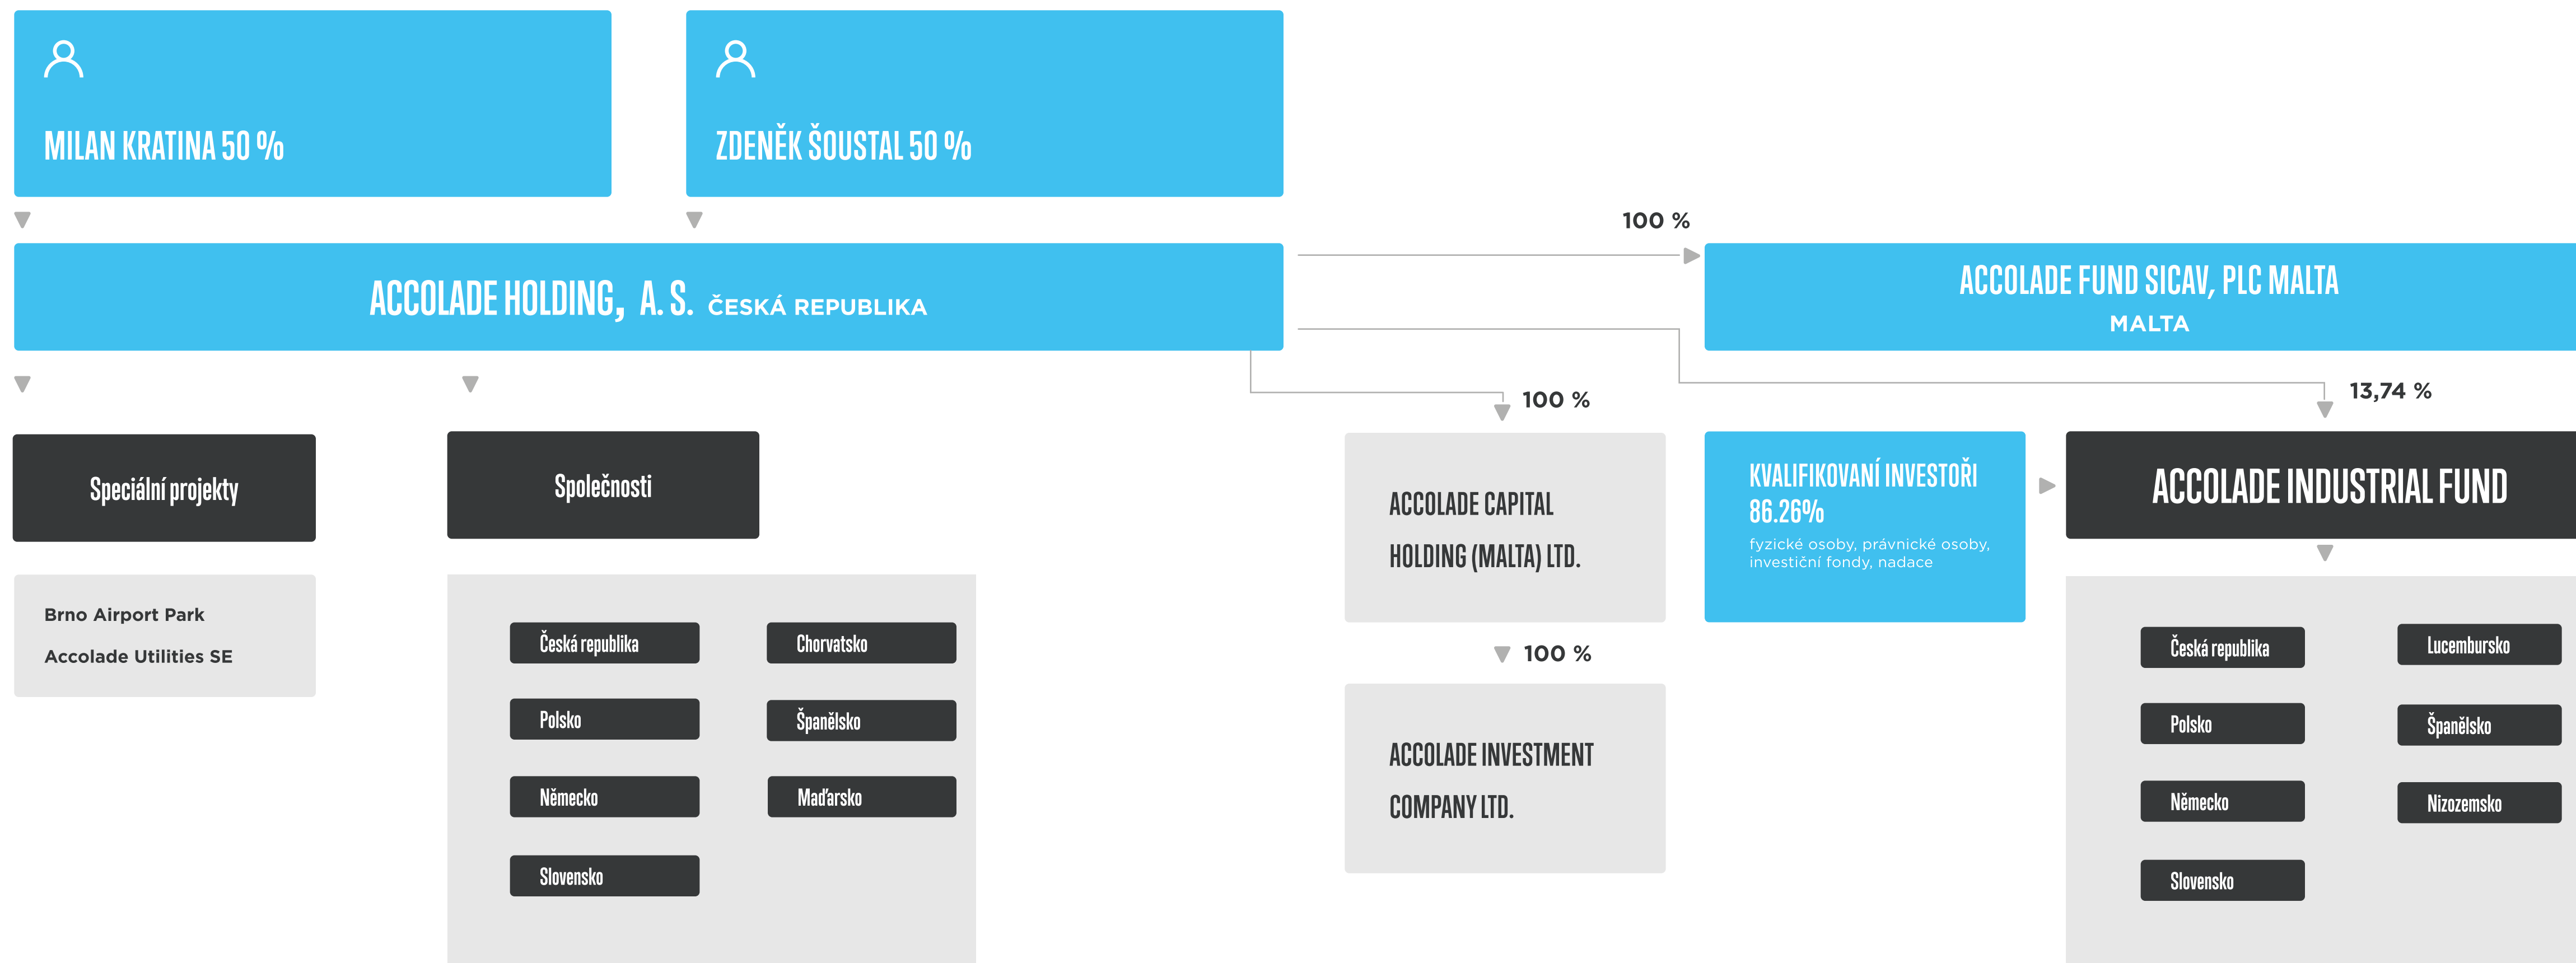 MILAN KRATINA 50 %
ZDENĚK ŠOUSTAL 50 %
100 %
ACCOLADE HOLDING, A. S. ČESKÁ REPUBLIKA
ACCOLADE FUND SICAV, PLC MALTA
MALTA
100 %
13,74 %
Speciální projekty
Společnosti
ACCOLADE CAPITAL
HOLDING (MALTA) LTD.
KVALIFIKOVANÍ INVESTOŘI
86.26%
fyzické osoby, právnické osoby,
investiční fondy, nadace
ACCOLADE INDUSTRIAL FUND
Brno Airport Park
Accolade Utilities SE
Česká republika
Chorvatsko
Polsko
Španělsko
Německo
Maďarsko
Slovensko
100 %
ACCOLADE INVESTMENT
COMPANY LTD.
Česká republika
Lucembursko
Polsko
Španělsko
Německo
Nizozemsko
Slovensko